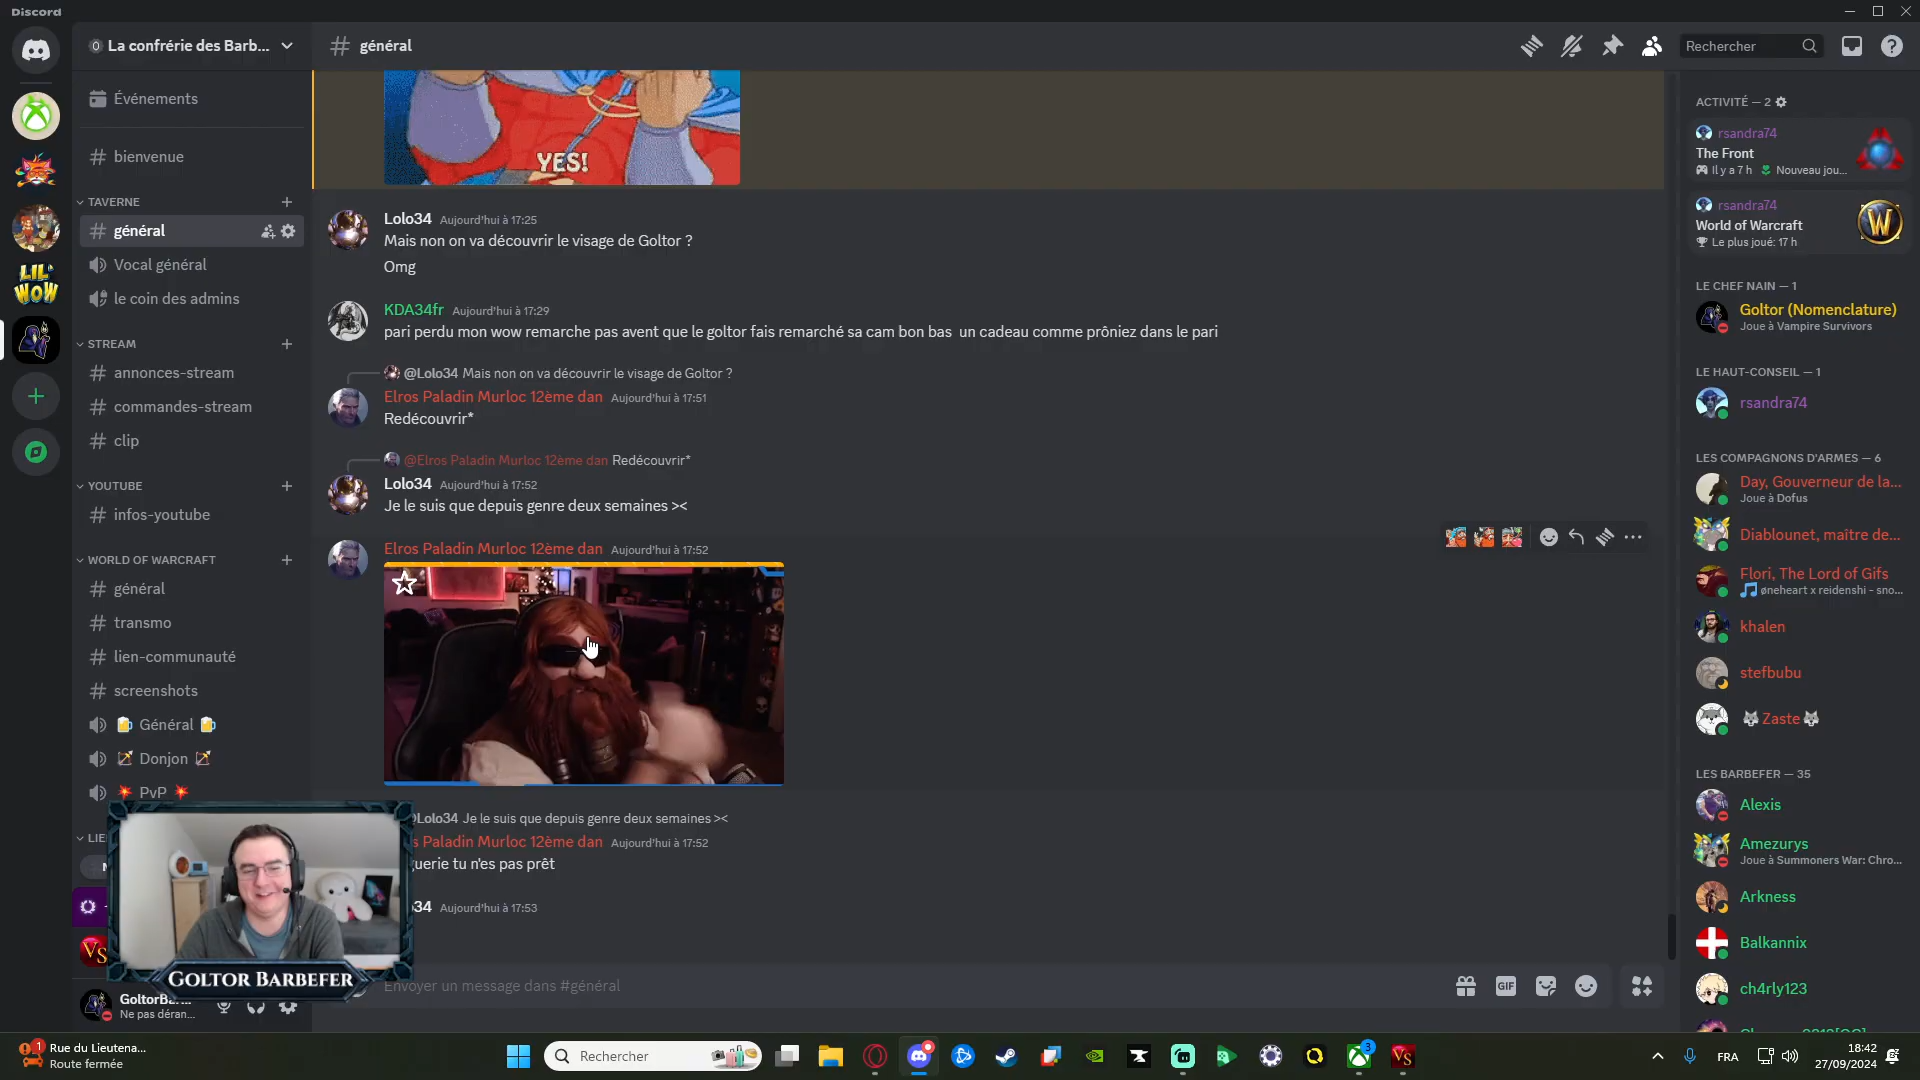 Discord
La confrérie des Barb...
général
Rechercher
Événements
bienvenue
TAVERNE
général
Vocal général
le coin des admins
STREAM
annonces-stream
commandes-stream
clip
YOUTUBE
infos-youtube
WORLD OF WARCRAFT
général
transmo
lien-communauté
screenshots
Général
Donjon
PvP
LIL' WOW
YES!
Lolo34 Aujourd'hui à 17:25
Mais non on va découvrir le visage de Goltor ?
Omg
KDA34fr Aujourd'hui à 17:29
pari perdu mon wow remarche pas avent que le goltor fais remarché sa cam bon bas un cadeau comme prôniez dans le pari
@Lolo34 Mais non on va découvrir le visage de Goltor ?
Elros Paladin Murloc 12ème dan Aujourd'hui à 17:51
Redécouvrir*
@Elros Paladin Murloc 12ème dan Redécouvrir*
Lolo34 Aujourd'hui à 17:52
Je le suis que depuis genre deux semaines ><
Elros Paladin Murloc 12ème dan Aujourd'hui à 17:52
@Lolo34 Je le suis que depuis genre deux semaines ><
s Paladin Murloc 12ème dan Aujourd'hui à 17:52
uerie tu n'es pas prêt
34 Aujourd'hui à 17:53
Envoyer un message dans #général
GIF
ACTIVITÉ — 2
rsandra74
The Front
Il y a 7 h Nouveau jou...
rsandra74
World of Warcraft
Le plus joué: 17 h
LE CHEF NAIN — 1
Goltor (Nomenclature)
Joue à Vampire Survivors
LE HAUT-CONSEIL — 1
rsandra74
LES COMPAGNONS D'ARMES — 6
Day, Gouverneur de la...
Joue à Dofus
Diablounet, maître de...
Flori, The Lord of Gifs
øneheart x reidenshi - sno...
khalen
stefbubu
Zaste
LES BARBEFER — 35
Alexis
Amezurys
Joue à Summoners War: Chro...
Arkness
Balkannix
ch4rly123
LIE
VS
GOLTOR BARBEFER
GoltorBa...
Ne pas déran...
1
Rue du Lieutena...
Route fermée
Rechercher
3
VS
FRA
18:42
27/09/2024